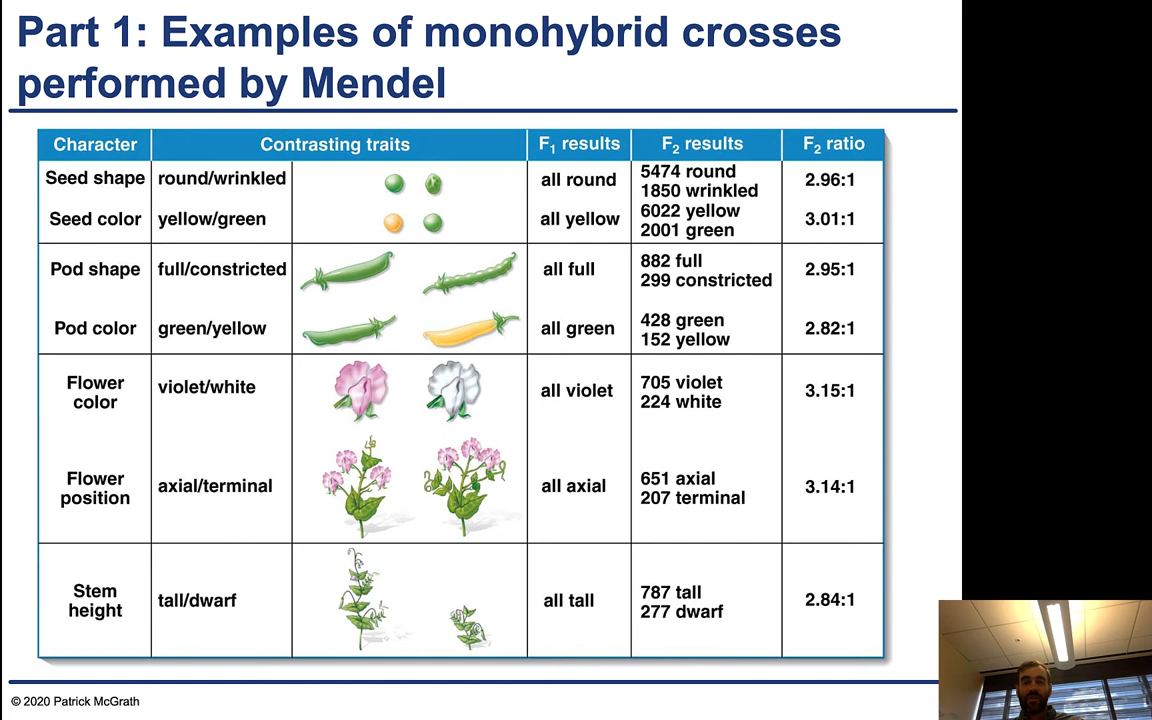 Part 1: Examples of monohybrid crosses
performed by Mendel
Character Contrasting traits F₁ results F₂ results F₂ ratio
Seed shape round/wrinkled all round 5474 round 2.96:1
1850 wrinkled
Seed color yellow/green all yellow 6022 yellow 3.01:1
2001 green
Pod shape full/constricted all full 882 full 2.95:1
299 constricted
Pod color green/yellow all green 428 green 2.82:1
152 yellow
Flower violet/white all violet 705 violet 3.15:1
color 224 white
Flower axial/terminal all axial 651 axial 3.14:1
position 207 terminal
Stem tall/dwarf all tall 787 tall 2.84:1
height 277 dwarf
© 2020 Patrick McGrath